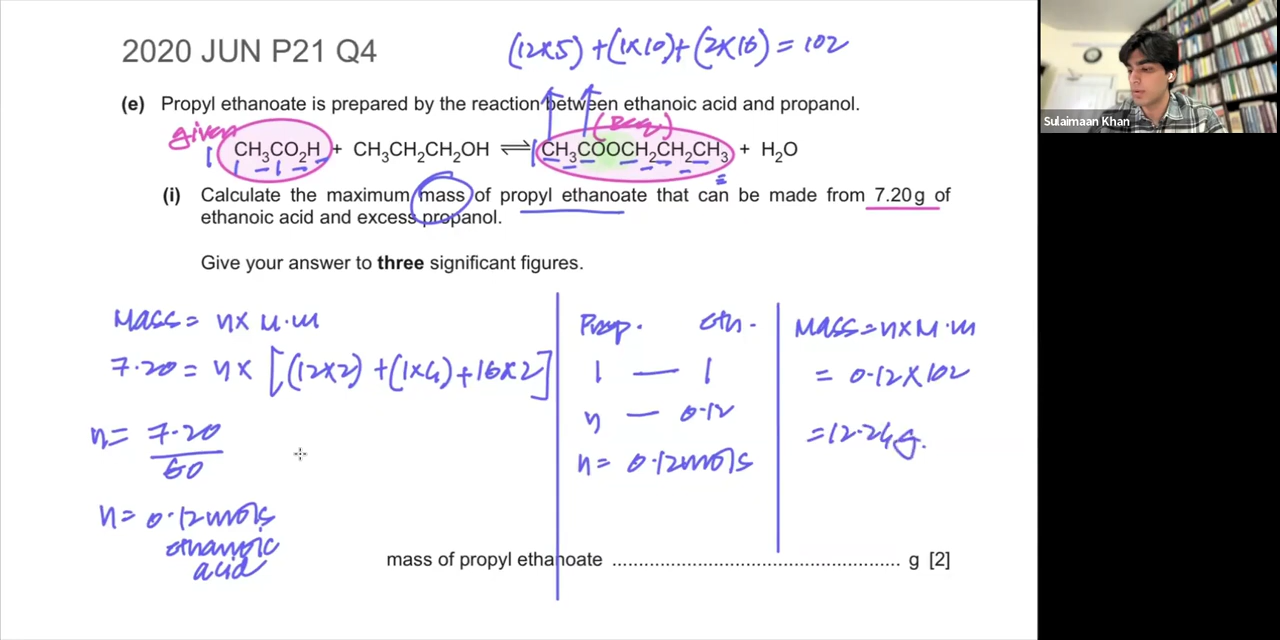 2020 JUN P21 Q4
(12×5) + (1×10) + (2×16) = 102
(e) Propyl ethanoate is prepared by the reaction between ethanoic acid and propanol.
given
(Req)
1 CH₃CO₂H + CH₃CH₂CH₂OH ⇌ 1 CH₃COOCH₂CH₂CH₃ + H₂O
(i) Calculate the maximum mass of propyl ethanoate that can be made from 7.20 g of
ethanoic acid and excess propanol.
Give your answer to three significant figures.
Mass = n × M.m
7.20 = n × [(12×2) + (1×4) + 16×2]
n = 7.20
60
n = 0.12 mols
ethanoic
acid
Prop. eth.
1 — 1
n — 0.12
n = 0.12 mols
Mass = n × M.m
= 0.12 × 102
= 12.24 g.
mass of propyl ethanoate ........................................................ g [2]
Sulaimaan Khan